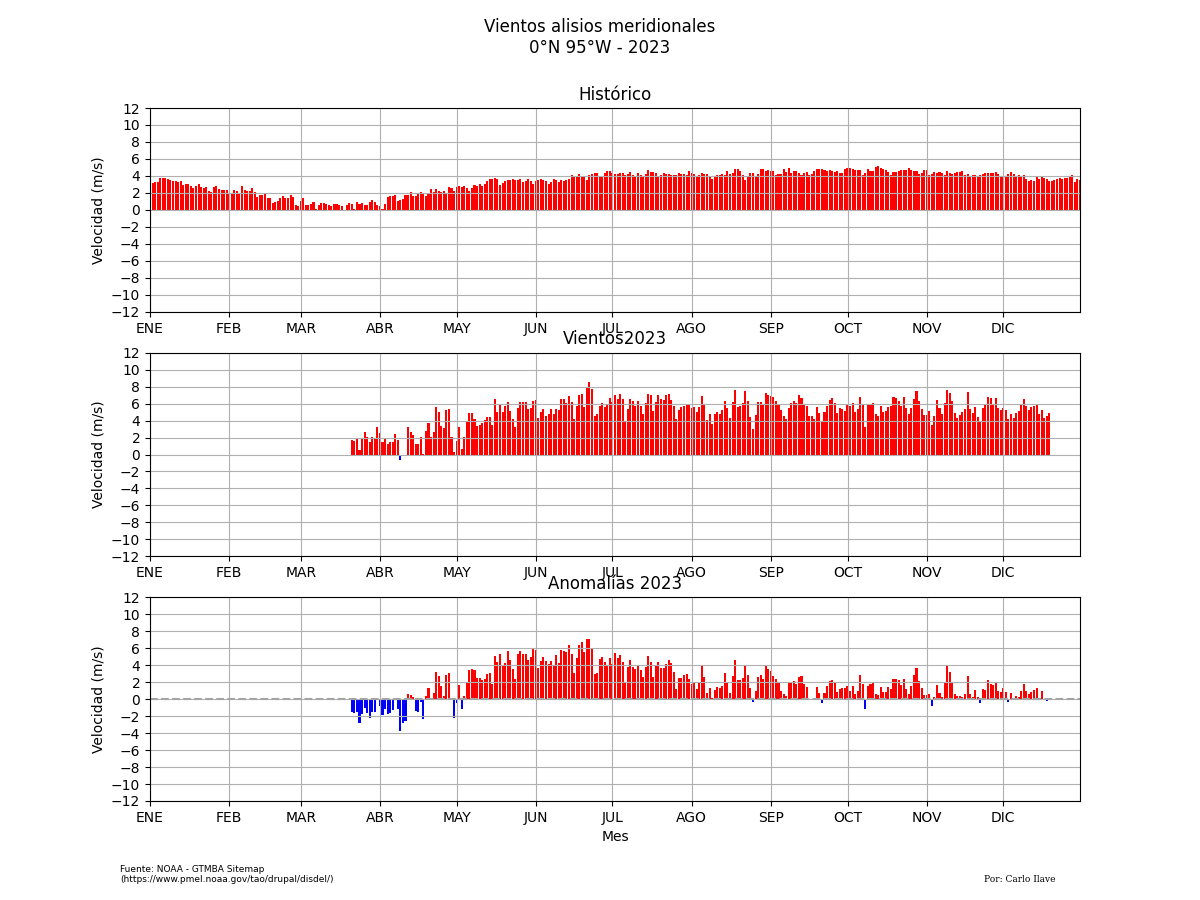 Vientos alisios meridionales
0°N 95°W - 2023
Histórico
12
10
8
6
4
2
0
−2
−4
−6
−8
−10
−12
Velocidad (m/s)
ENE FEB MAR ABR MAY JUN JUL AGO SEP OCT NOV DIC
Vientos2023
12
10
8
6
4
2
0
−2
−4
−6
−8
−10
−12
Velocidad (m/s)
ENE FEB MAR ABR MAY JUN JUL AGO SEP OCT NOV DIC
Anomalías 2023
12
10
8
6
4
2
0
−2
−4
−6
−8
−10
−12
Velocidad (m/s)
ENE FEB MAR ABR MAY JUN JUL AGO SEP OCT NOV DIC
Mes
Fuente: NOAA - GTMBA Sitemap
(https://www.pmel.noaa.gov/tao/drupal/disdel/)
Por: Carlo Ilave